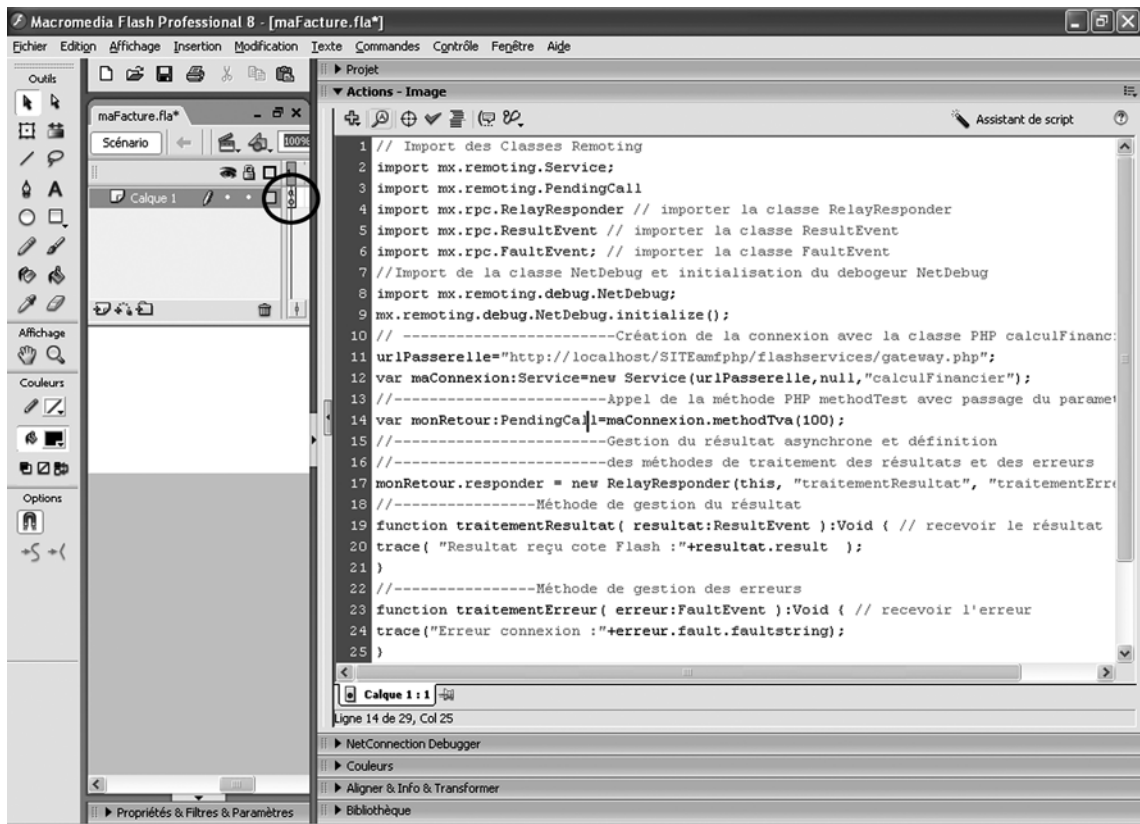 Macromedia Flash Professional 8 - [maFacture.fla*]
Fichier Edition Affichage Insertion Modification Texte Commandes Contrôle Fenêtre Aide
Outils
Affichage
Couleurs
Options
maFacture.fla*
Scénario
100%
Calque 1
Propriétés & Filtres & Paramètres
Projet
Actions - Image
Assistant de script
1 // Import des Classes Remoting
2 import mx.remoting.Service;
3 import mx.remoting.PendingCall
4 import mx.rpc.RelayResponder // importer la classe RelayResponder
5 import mx.rpc.ResultEvent // importer la classe ResultEvent
6 import mx.rpc.FaultEvent; // importer la classe FaultEvent
7 //Import de la classe NetDebug et initialisation du debogeur NetDebug
8 import mx.remoting.debug.NetDebug;
9 mx.remoting.debug.NetDebug.initialize();
10 // -------------------------Création de la connexion avec la classe PHP calculFinanc
11 urlPasserelle="http://localhost/SITEamfphp/flashservices/gateway.php";
12 var maConnexion:Service=new Service(urlPasserelle,null,"calculFinancier");
13 //-------------------------Appel de la méthode PHP methodTest avec passage du paramet
14 var monRetour:PendingCall=maConnexion.methodTva(100);
15 //-------------------------Gestion du résultat asynchrone et définition
16 //-------------------------des méthodes de traitement des résultats et des erreurs
17 monRetour.responder = new RelayResponder(this, "traitementResultat", "traitementErre
18 //----------------Méthode de gestion du résultat
19 function traitementResultat( resultat:ResultEvent ):Void { // recevoir le résultat
20 trace( "Resultat reçu cote Flash :"+resultat.result );
21 }
22 //----------------Méthode de gestion des erreurs
23 function traitementErreur( erreur:FaultEvent ):Void { // recevoir l'erreur
24 trace("Erreur connexion :"+erreur.fault.faultstring);
25 }
Calque 1 : 1
Ligne 14 de 29, Col 25
NetConnection Debugger
Couleurs
Aligner & Info & Transformer
Bibliothèque